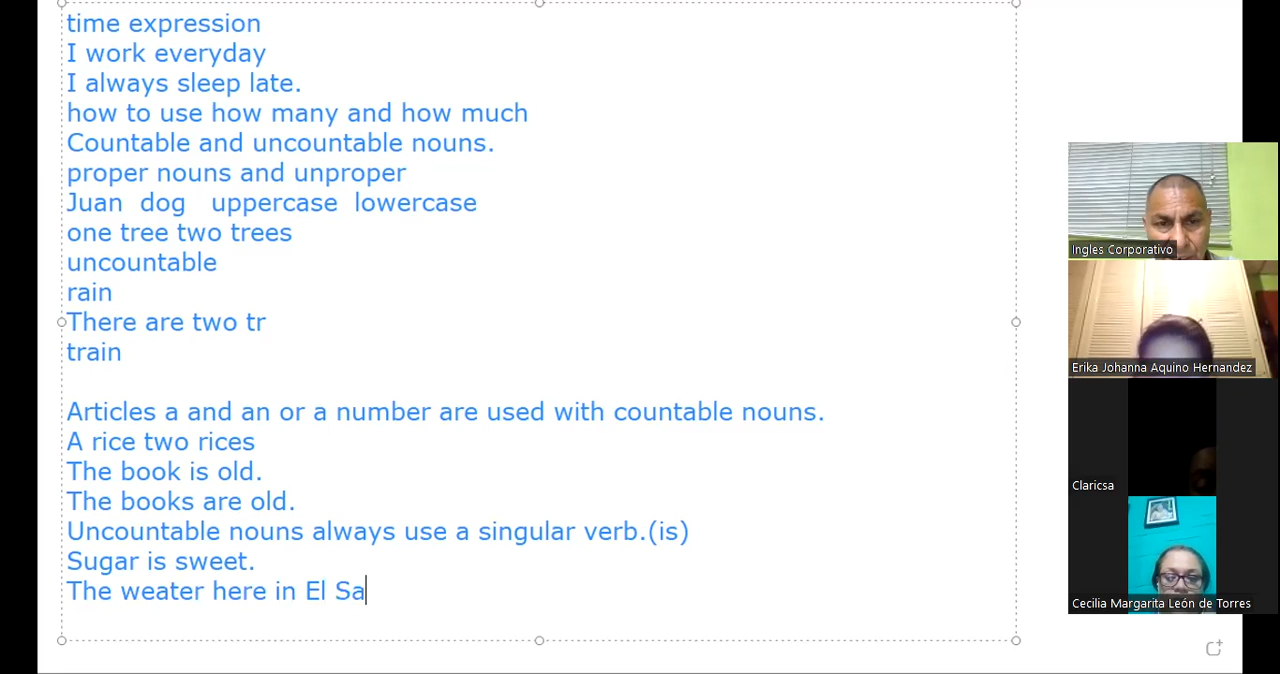 time expression
I work everyday
I always sleep late.
how to use how many and how much
Countable and uncountable nouns.
proper nouns and unproper
Juan  dog   uppercase  lowercase
one tree two trees
uncountable
rain
There are two tr
train
Articles a and an or a number are used with countable nouns.
A rice two rices
The book is old.
The books are old.
Uncountable nouns always use a singular verb.(is)
Sugar is sweet.
The weater here in El Sa
Ingles Corporativo
Erika Johanna Aquino Hernandez
Claricsa
Cecilia Margarita León de Torres